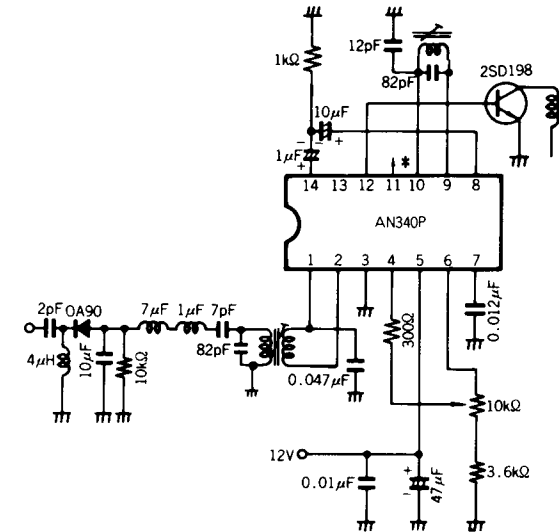 12pF
2SD198
1kΩ
82pF
10μF
1μF
*
14 13 12 11 10 9 8
AN340P
1 2 3 4 5 6 7
2pF OA90 7μF 1μF 7pF
300Ω
0.012μF
4μH
10μF
10kΩ
82pF
0.047μF
10kΩ
12V
0.01μF
47μF
3.6kΩ
- -
+ +
+
-